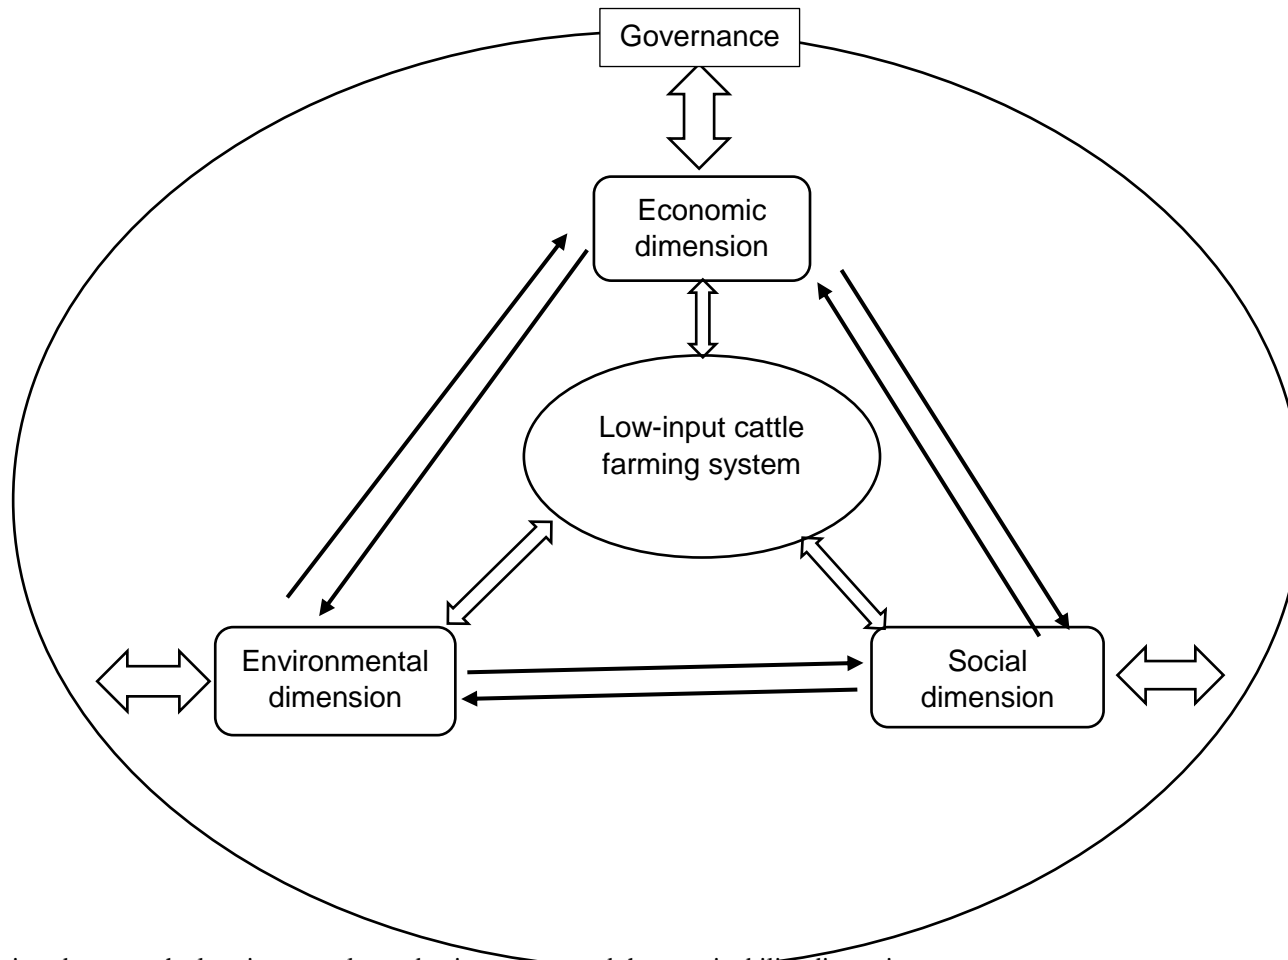 Governance
Economic
dimension
Low-input cattle
farming system
Environmental
dimension
Social
dimension